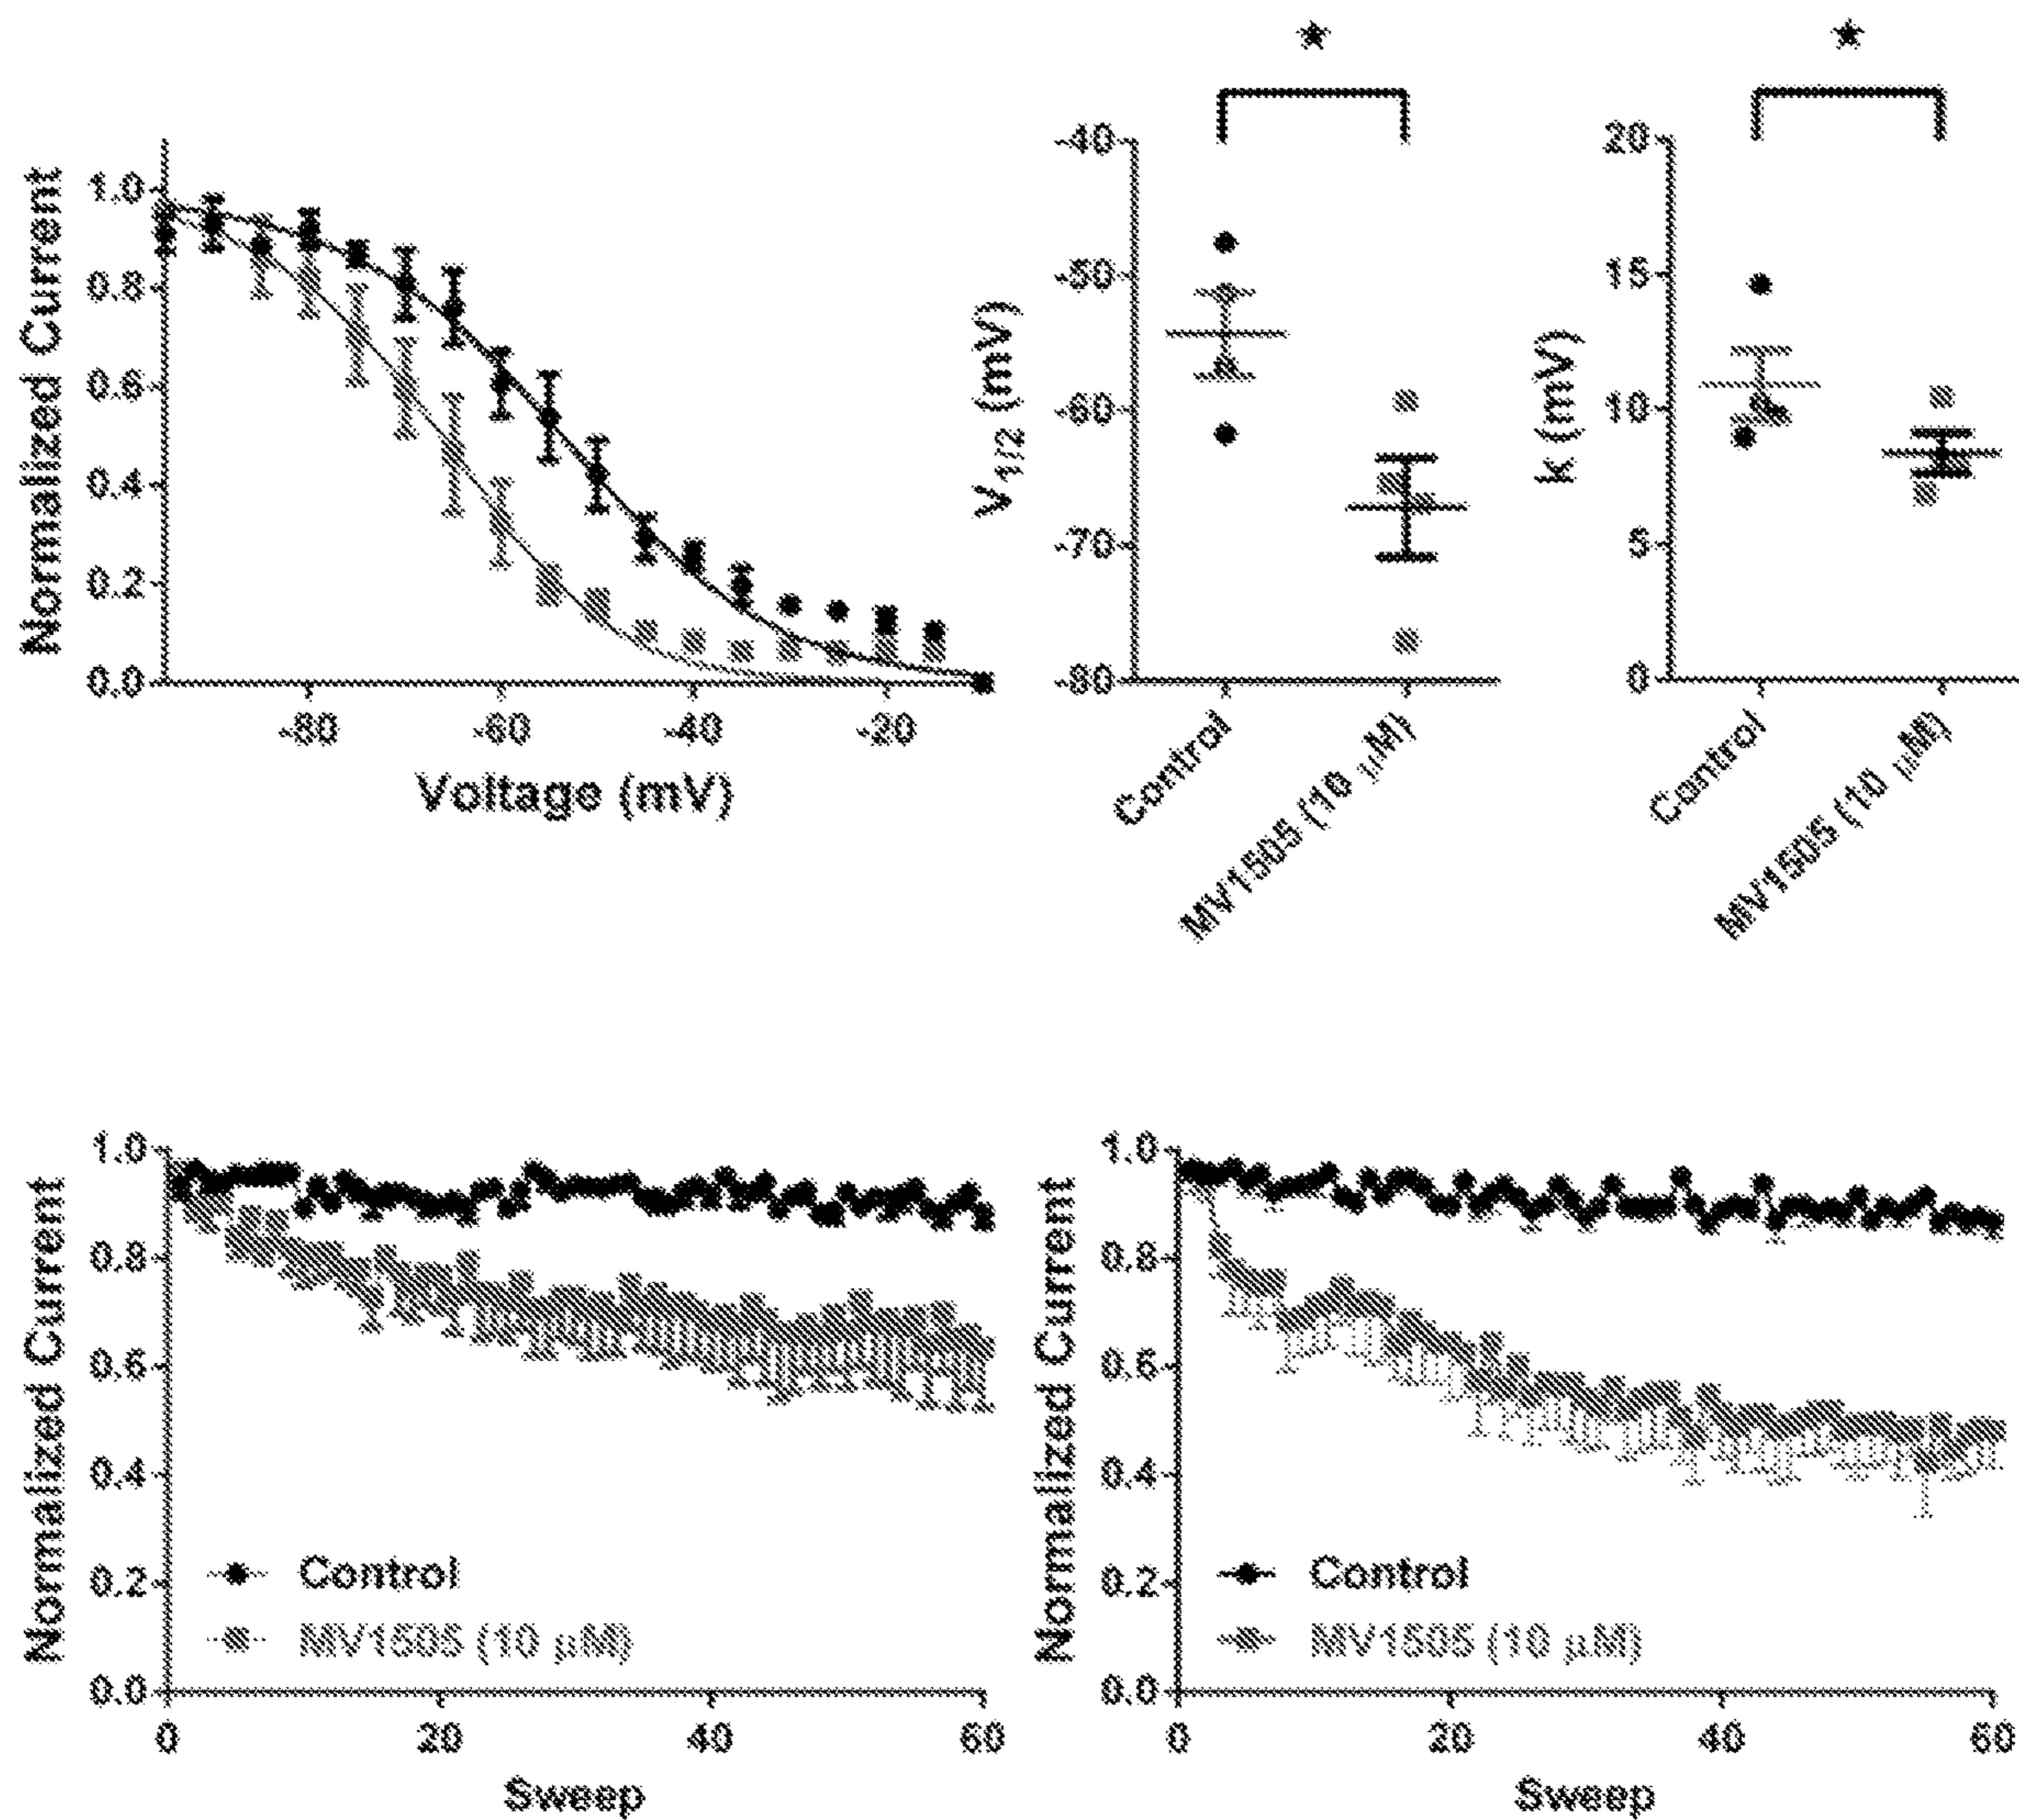 Normalized Current
1.0
0.8
0.6
0.4
0.2
0.0
-80
-60
-40
-20
Voltage (mV)
*
V1/2 (mV)
-40
-50
-60
-70
-80
Control
MV1505 (10 μM)
*
k (mV)
20
15
10
5
0
Control
MV1505 (10 μM)
Normalized Current
1.0
0.8
0.6
0.4
0.2
0.0
Control
MV1505 (10 μM)
0
20
40
60
Sweep
Normalized Current
1.0
0.8
0.6
0.4
0.2
0.0
Control
MV1505 (10 μM)
0
20
40
60
Sweep